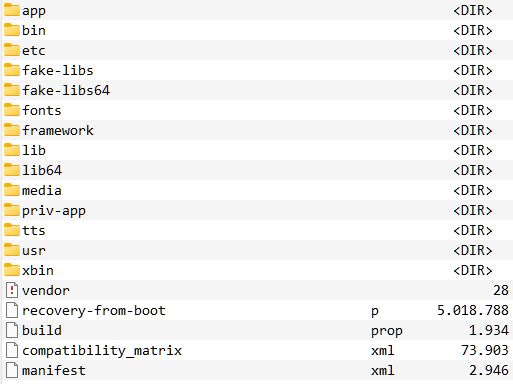 app <DIR>
bin <DIR>
etc <DIR>
fake-libs <DIR>
fake-libs64 <DIR>
fonts <DIR>
framework <DIR>
lib <DIR>
lib64 <DIR>
media <DIR>
priv-app <DIR>
tts <DIR>
usr <DIR>
xbin <DIR>
vendor 28
recovery-from-boot p 5.018.788
build prop 1.934
compatibility_matrix xml 73.903
manifest xml 2.946